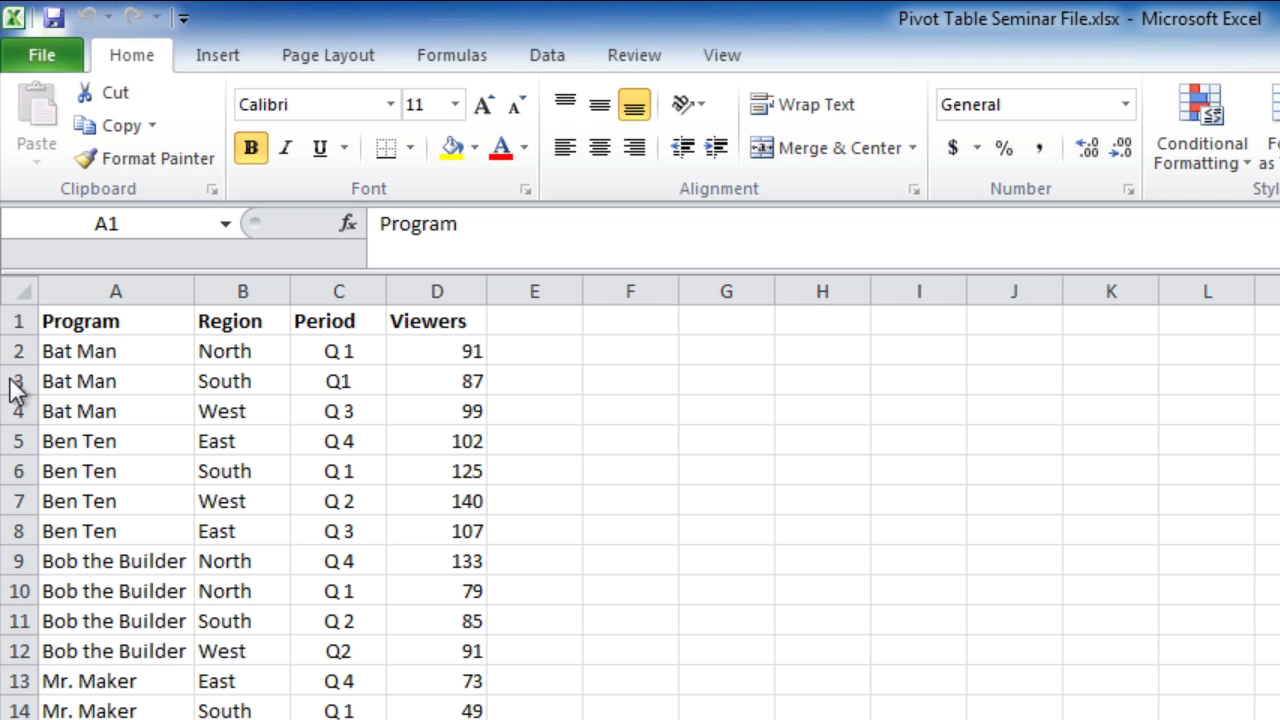 Pivot Table Seminar File.xlsx - Microsoft Excel
File Home Insert Page Layout Formulas Data Review View
Cut
Calibri 11 A A Wrap Text General
Copy
Paste B I U A Merge & Center $ % , .00 .00 Conditional
Format Painter Formatting as
Clipboard Font Alignment Number
A1 fx Program
A B C D E F G H I J K L
1 Program Region Period Viewers
2 Bat Man North Q 1 91
3 Bat Man South Q1 87
4 Bat Man West Q 3 99
5 Ben Ten East Q 4 102
6 Ben Ten South Q 1 125
7 Ben Ten West Q 2 140
8 Ben Ten East Q 3 107
9 Bob the Builder North Q 4 133
10 Bob the Builder North Q 1 79
11 Bob the Builder South Q 2 85
12 Bob the Builder West Q2 91
13 Mr. Maker East Q 4 73
14 Mr. Maker South Q 1 49